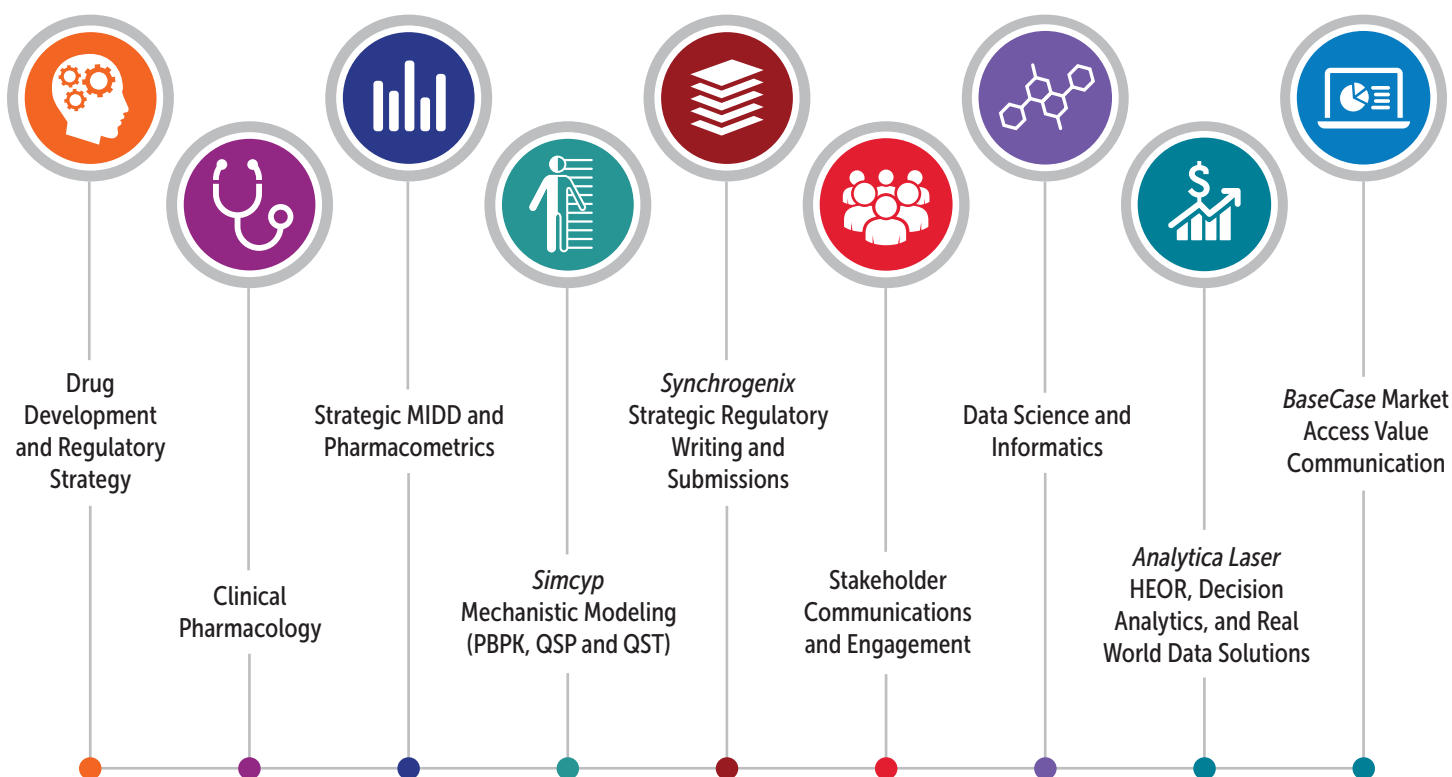 Drug
Development
and Regulatory
Strategy
Clinical
Pharmacology
Strategic MIDD and
Pharmacometrics
Simcyp
Mechanistic Modeling
(PBPK, QSP and QST)
Synchrogenix
Strategic Regulatory
Writing and
Submissions
Stakeholder
Communications
and Engagement
Data Science and
Informatics
$
Analytica Laser
HEOR, Decision
Analytics, and Real
World Data Solutions
BaseCase Market
Access Value
Communication